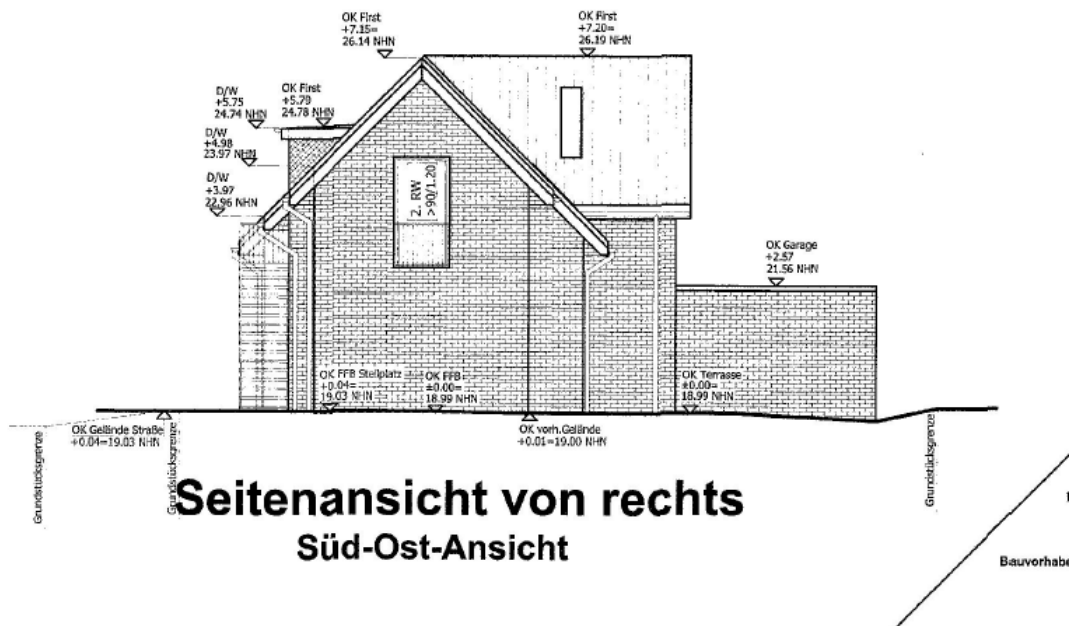 OK First
+7.15=
26.14 NHN
OK First
+7.20=
26.19 NHN
D/W
+5.75
24.74 NHN
OK First
+5.79
24.78 NHN
D/W
+4.98
23.97 NHN
D/W
+3.97
22.96 NHN
2. RW
>90/1.20
OK Garage
+2.57
21.56 NHN
OK FFB Stellplatz
+0.04=
19.03 NHN
OK FFB
±0.00=
18.99 NHN
OK Terrasse
±0.00=
18.99 NHN
OK Gelände Straße
+0.04=19.03 NHN
OK vorh.Gelände
+0.01=19.00 NHN
Grundstücksgrenze
Grundstücksgrenze
Grundstücksgrenze
Seitenansicht von rechts
Süd-Ost-Ansicht
Bauvorhabe